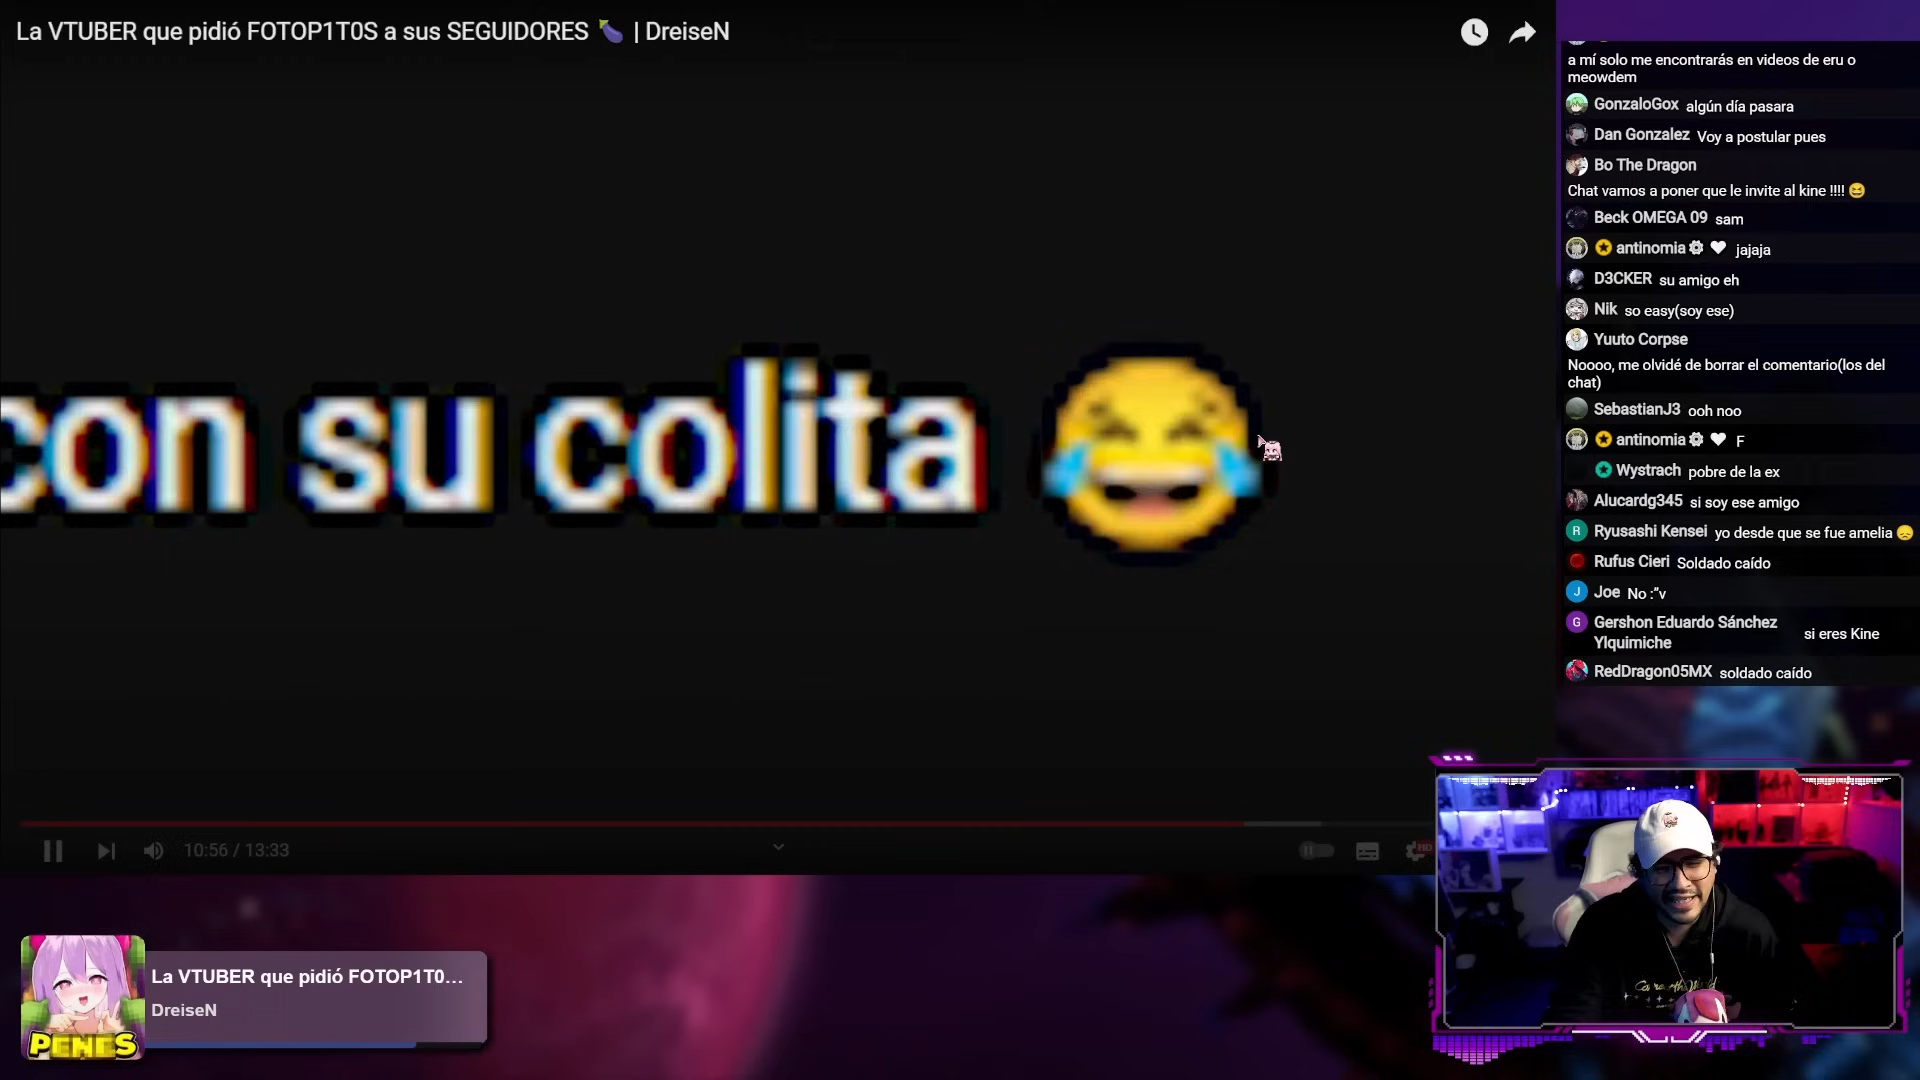 La VTUBER que pidió FOTOP1T0S a sus SEGUIDORES 🍆 | DreiseN
con su colita 😂
10:56 / 13:33
HD
La VTUBER que pidió FOTOP1T0...
DreiseN
PENES
a mí solo me encontrarás en videos de eru o
meowdem
GonzaloGox algún día pasara
Dan Gonzalez Voy a postular pues
Bo The Dragon
Chat vamos a poner que le invite al kine !!!! 😆
Beck OMEGA 09 sam
antinomia jajaja
D3CKER su amigo eh
Nik so easy(soy ese)
Yuuto Corpse
Noooo, me olvidé de borrar el comentario(los del
chat)
SebastianJ3 ooh noo
antinomia F
Wystrach pobre de la ex
Alucardg345 si soy ese amigo
R Ryusashi Kensei yo desde que se fue amelia 😞
Rufus Cieri Soldado caído
J Joe No :”v
G Gershon Eduardo Sánchez
Ylquimiche si eres Kine
RedDragon05MX soldado caído